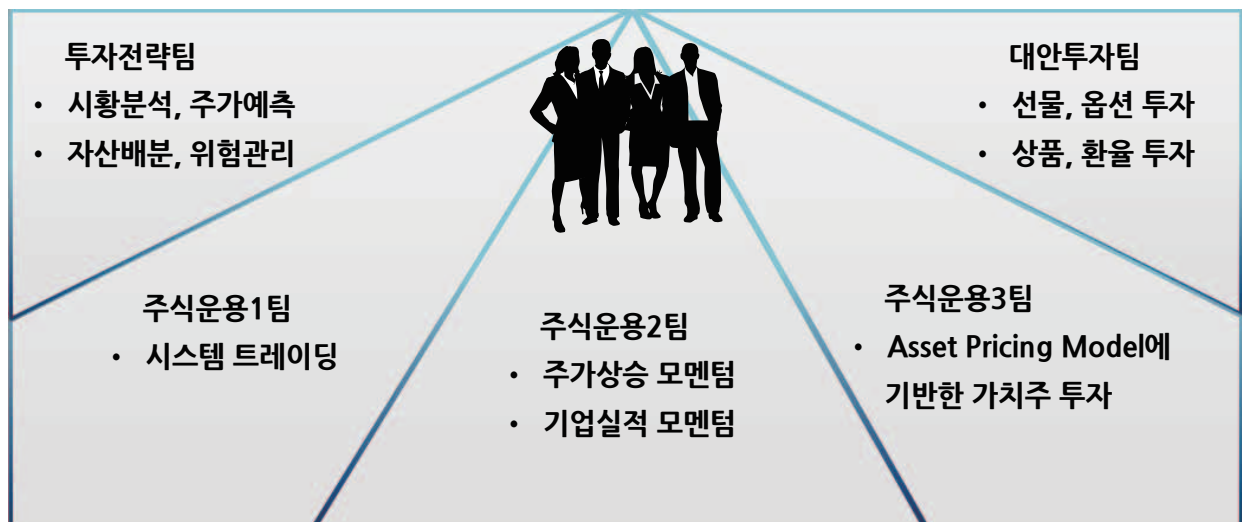 투자전략팀
• 시황분석, 주가예측
• 자산배분, 위험관리
대안투자팀
• 선물, 옵션 투자
• 상품, 환율 투자
주식운용1팀
• 시스템 트레이딩
주식운용2팀
• 주가상승 모멘텀
• 기업실적 모멘텀
주식운용3팀
• Asset Pricing Model에
기반한 가치주 투자